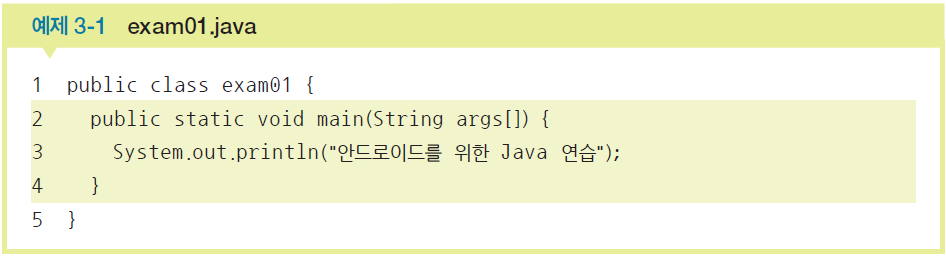 예제 3-1 exam01.java
1 public class exam01 {
2 public static void main(String args[]) {
3 System.out.println("안드로이드를 위한 Java 연습");
4 }
5 }